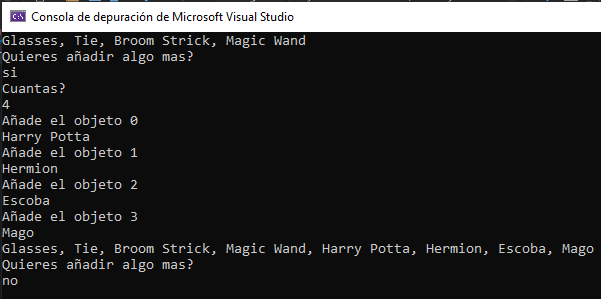 Consola de depuración de Microsoft Visual Studio
Glasses, Tie, Broom Strick, Magic Wand
Quieres añadir algo mas?
si
Cuantas?
4
Añade el objeto 0
Harry Potta
Añade el objeto 1
Hermion
Añade el objeto 2
Escoba
Añade el objeto 3
Mago
Glasses, Tie, Broom Strick, Magic Wand, Harry Potta, Hermion, Escoba, Mago
Quieres añadir algo mas?
no